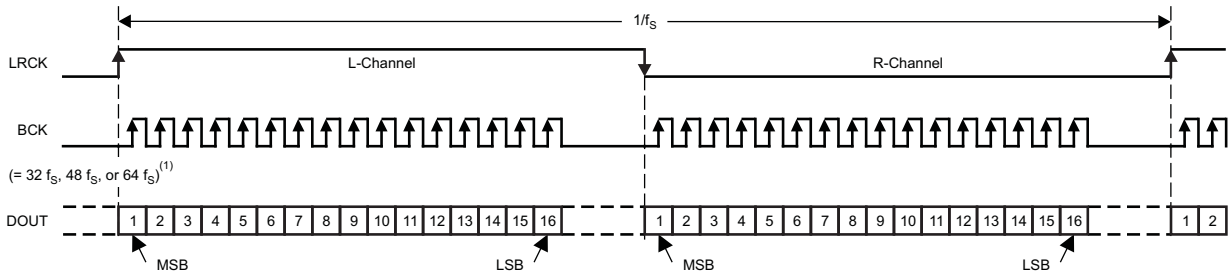 1/fS
LRCK
L-Channel
R-Channel
BCK
(= 32 fS, 48 fS, or 64 fS)(1)
DOUT
1 2 3 4 5 6 7 8 9 10 11 12 13 14 15 16
1 2 3 4 5 6 7 8 9 10 11 12 13 14 15 16
1 2
MSB
LSB
MSB
LSB